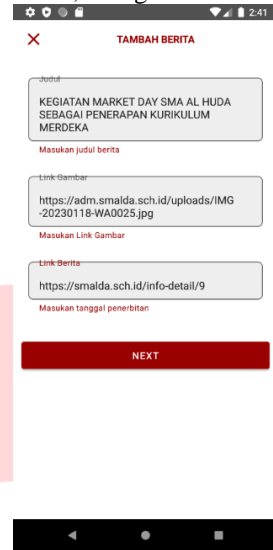 2:41
TAMBAH BERITA
Judul
KEGIATAN MARKET DAY SMA AL HUDA
SEBAGAI PENERAPAN KURIKULUM
MERDEKA
Masukan judul berita
Link Gambar
https://adm.smalda.sch.id/uploads/IMG
-20230118-WA0025.jpg
Masukan Link Gambar
Link Berita
https://smalda.sch.id/info-detail/9
Masukan tanggal penerbitan
NEXT